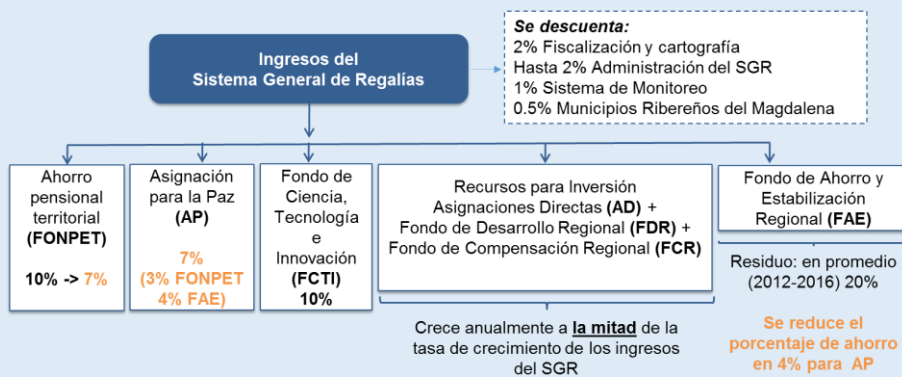 Ingresos del
Sistema General de Regalías
Se descuenta:
2% Fiscalización y cartografía
Hasta 2% Administración del SGR
1% Sistema de Monitoreo
0.5% Municipios Ribereños del Magdalena
Ahorro
pensional
territorial
(FONPET)
10% -> 7%
Asignación
para la Paz
(AP)
7%
(3% FONPET
4% FAE)
Fondo de
Ciencia,
Tecnología
e
Innovación
(FCTI)
10%
Recursos para Inversión
Asignaciones Directas (AD) +
Fondo de Desarrollo Regional (FDR) +
Fondo de Compensación Regional (FCR)
Crece anualmente a la mitad de la
tasa de crecimiento de los ingresos
del SGR
Fondo de Ahorro y
Estabilización
Regional (FAE)
Residuo: en promedio
(2012-2016) 20%
Se reduce el
porcentaje de ahorro
en 4% para AP